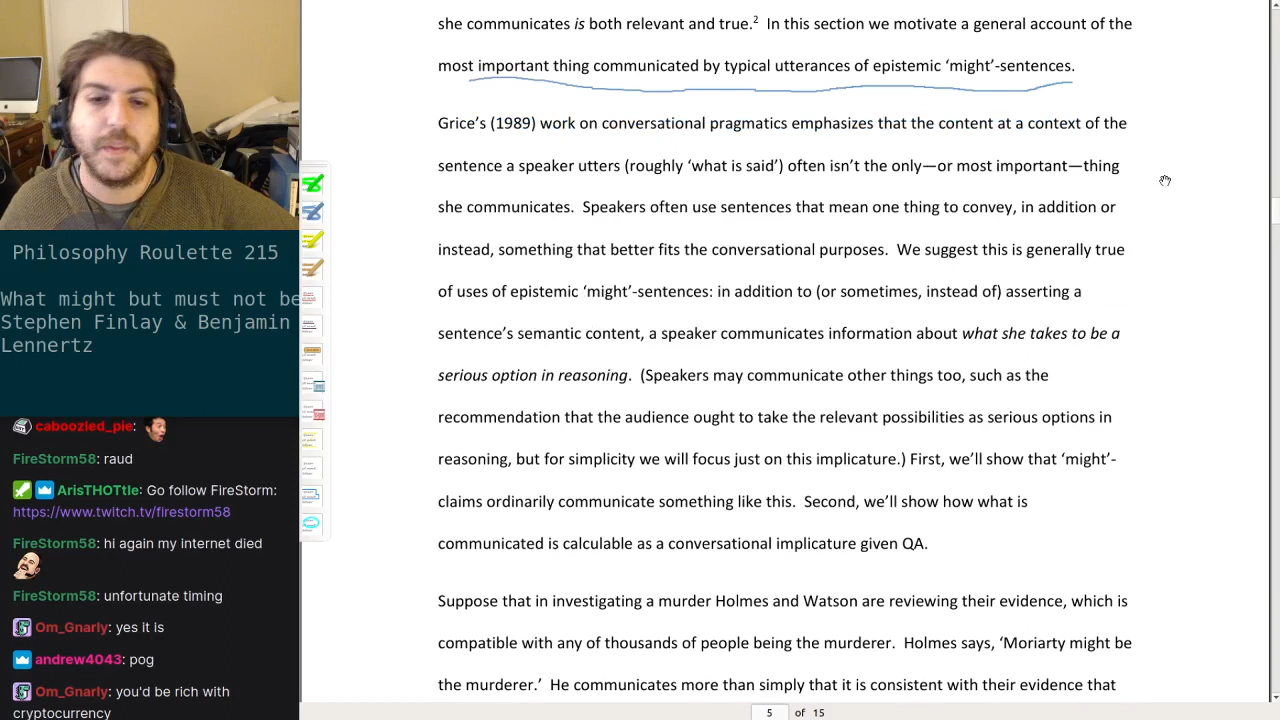 she communicates is both relevant and true.2 In this section we motivate a general account of the
most important thing communicated by typical utterances of epistemic ‘might’-sentences.
Grice’s (1989) work on conversational pragmatics emphasizes that the content at a context of the
sentence a speaker utters (roughly ‘what is said’) often isn’t the only—or most important—thing
she communicates. Speakers often use sentences that mean one thing to convey, in addition or
instead, something that better fits the conversational purposes. We suggest this is generally true
of uses of epistemic ‘might’-sentences: in addition to (or sometimes, instead of) asserting a
sentence’s semantic content, a speaker communicates information about what she takes to be a
serious option in reasoning. (Speakers may communicate other things too, such as the
recommendation that the audience ought to take the relevant possibilities as serious options in
reasoning, but for simplicity we will focus just on this implicature.) First, we’ll show that ‘might’-
claims ordinarily communicate something like this. Second, we’ll show how what is
communicated is calculable as a conversational implicature given QA.
Suppose that in investigating a murder Holmes and Watson are reviewing their evidence, which is
compatible with any of thousands of people being the murderer. Holmes says, ‘Moriarty might be
the murderer.’ He communicates more than simply that it is consistent with their evidence that
5 of 15
Philosophy Roulette 215
What might but must not be
Stephen Finlay & Benjamin
Lennertz
caboozled_pie:
FireStorm58: raud
ArisTHOTtle: Go follow FireStorm:
https://www.twitch.tv/firestorm58
FireStorm58: hi again my internet died
FireStorm58: unfortunate timing
Om_Gnarly: yes it is
andrew4043: pog
Om_Gnarly: you'd be rich with
cryptocurrency